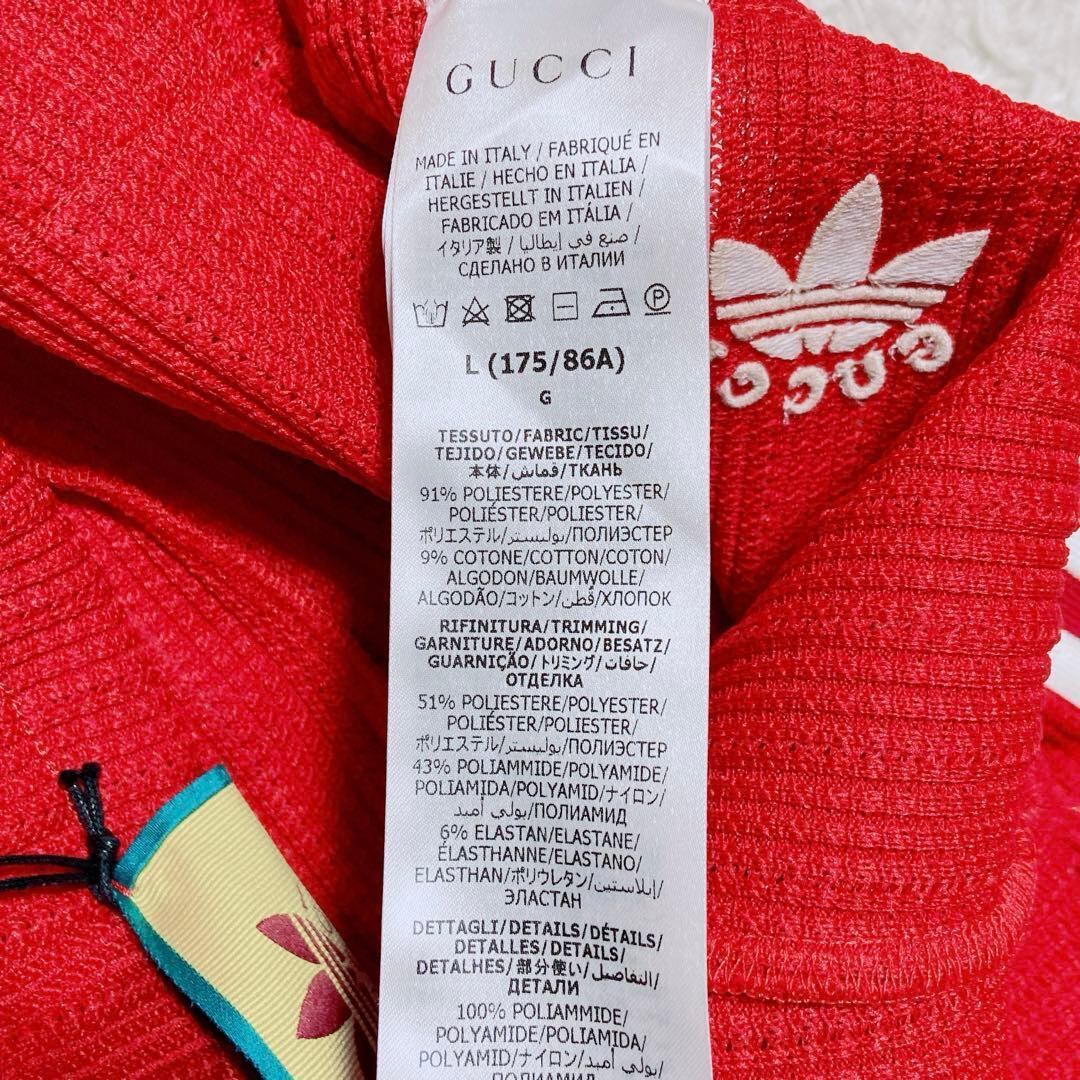 GUCCI
MADE IN ITALY / FABRIQUÉ EN
ITALIE / HECHO EN ITALIA /
HERGESTELLT IN ITALIEN /
FABRICADO EM ITÁLIA /
イタリア製 / صنع في إيطاليا /
СДЕЛАНО В ИТАЛИИ
P
L (175/86A)
G
TESSUTO/FABRIC/TISSU/
TEJIDO/GEWEBE/TECIDO/
本体/قماش/ТКАНЬ
91% POLIESTERE/POLYESTER/
POLIÉSTER/POLIESTER/
ポリエステル/بوليستر/ПОЛИЭСТЕР
9% COTONE/COTTON/COTON/
ALGODON/BAUMWOLLE/
ALGODÃO/コットン/قطن/ХЛОПОК
RIFINITURA/TRIMMING/
GARNITURE/ADORNO/BESATZ/
GUARNIÇÃO/トリミング/حافات/
ОТДЕЛКА
51% POLIESTERE/POLYESTER/
POLIÉSTER/POLIESTER/
ポリエステル/بوليستر/ПОЛИЭСТЕР
43% POLIAMMIDE/POLYAMIDE/
POLIAMIDA/POLYAMID/ナイロン/
بولي أميد/ПОЛИАМИД
6% ELASTAN/ELASTANE/
ÉLASTHANNE/ELASTANO/
ELASTHAN/ポリウレタン/إيلاستين/
ЭЛАСТАН
DETTAGLI/DETAILS/DÉTAILS/
DETALLES/DETAILS/
DETALHES/部分使い/التفاصيل/
ДЕТАЛИ
100% POLIAMMIDE/
POLYAMIDE/POLIAMIDA/
POLYAMID/ナイロン/بولي أميد/
ПОЛИАМИД
GUCCI